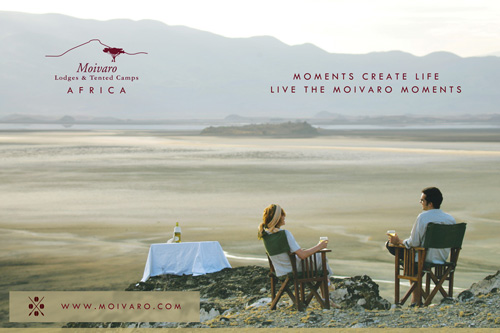 Moivaro
Lodges & Tented Camps
AFRICA
MOMENTS CREATE LIFE
LIVE THE MOIVARO MOMENTS
WWW.MOIVARO.COM